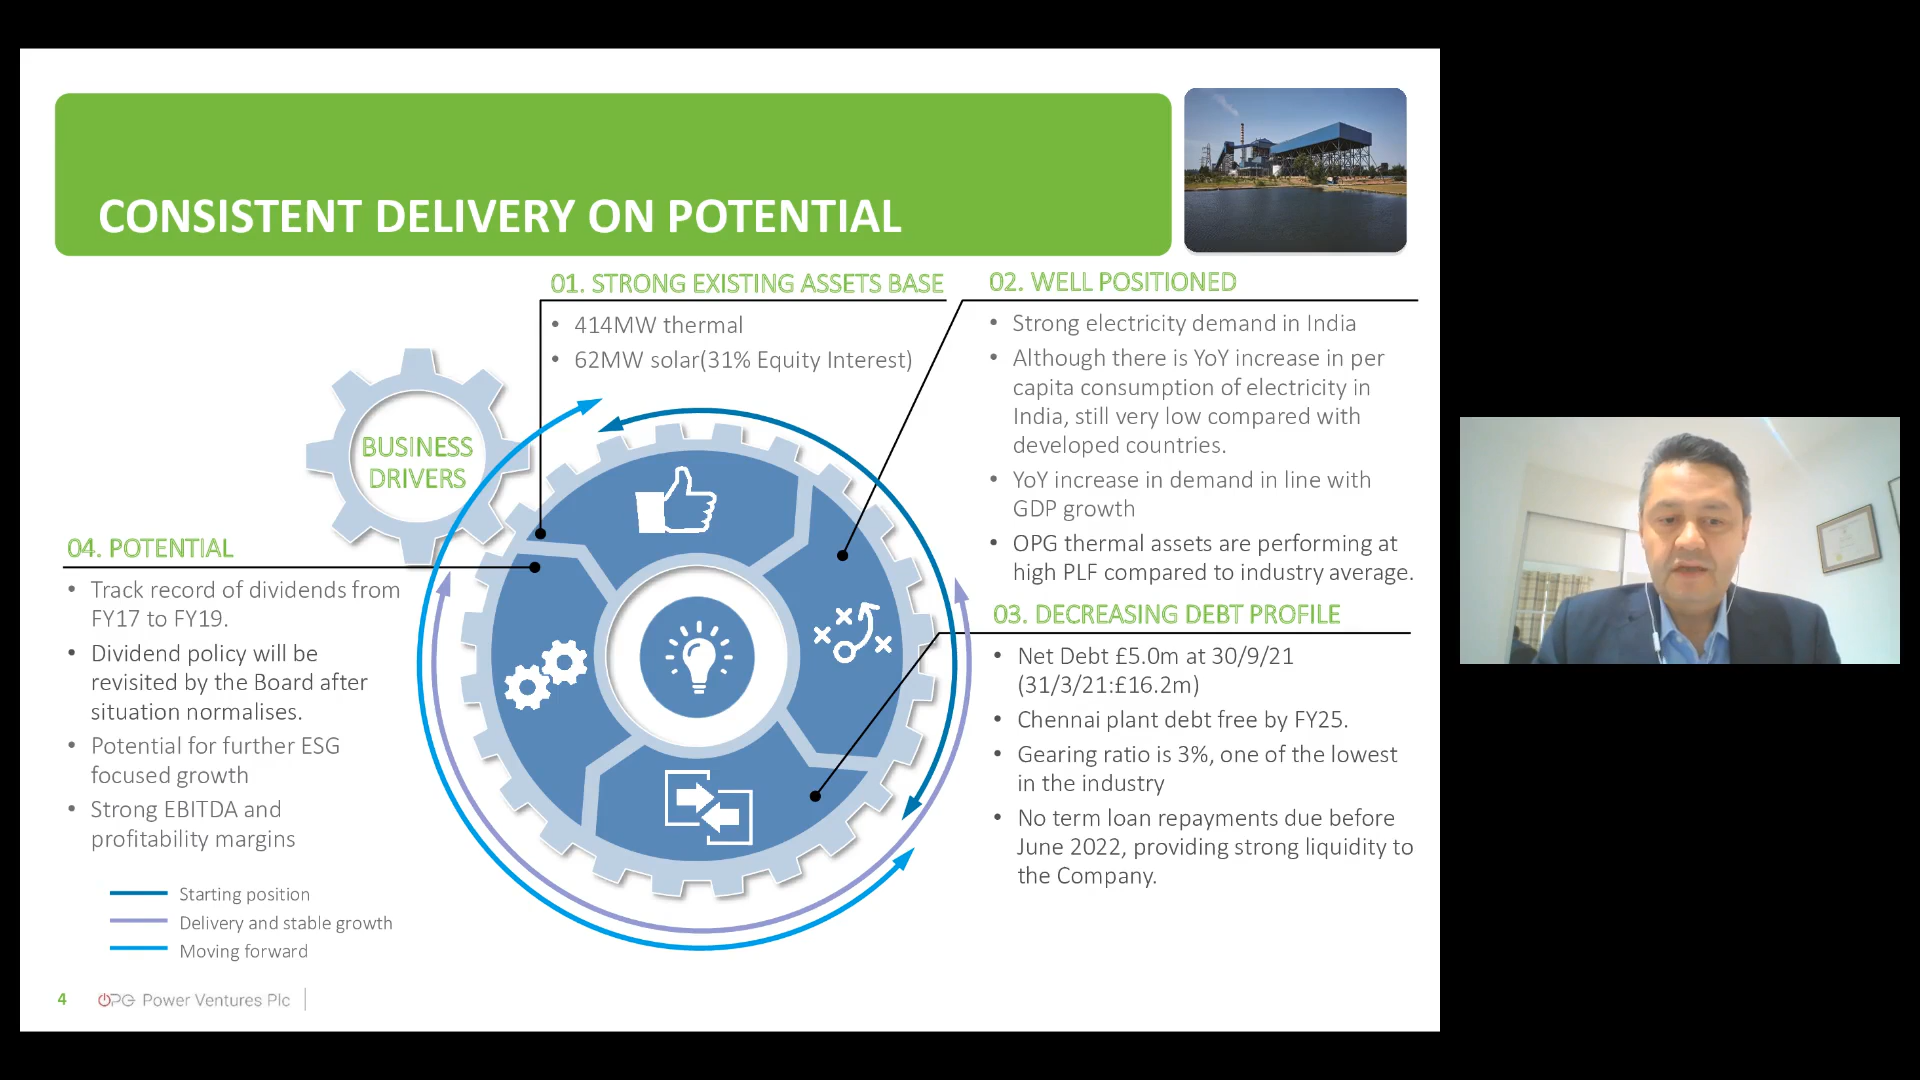 CONSISTENT DELIVERY ON POTENTIAL
01. STRONG EXISTING ASSETS BASE
• 414MW thermal
• 62MW solar(31% Equity Interest)
02. WELL POSITIONED
• Strong electricity demand in India
• Although there is YoY increase in per
capita consumption of electricity in
India, still very low compared with
developed countries.
• YoY increase in demand in line with
GDP growth
• OPG thermal assets are performing at
high PLF compared to industry average.
BUSINESS
DRIVERS
03. DECREASING DEBT PROFILE
• Net Debt £5.0m at 30/9/21
(31/3/21:£16.2m)
• Chennai plant debt free by FY25.
• Gearing ratio is 3%, one of the lowest
in the industry
• No term loan repayments due before
June 2022, providing strong liquidity to
the Company.
04. POTENTIAL
• Track record of dividends from
FY17 to FY19.
• Dividend policy will be
revisited by the Board after
situation normalises.
• Potential for further ESG
focused growth
• Strong EBITDA and
profitability margins
Starting position
Delivery and stable growth
Moving forward
4 OPG Power Ventures Plc